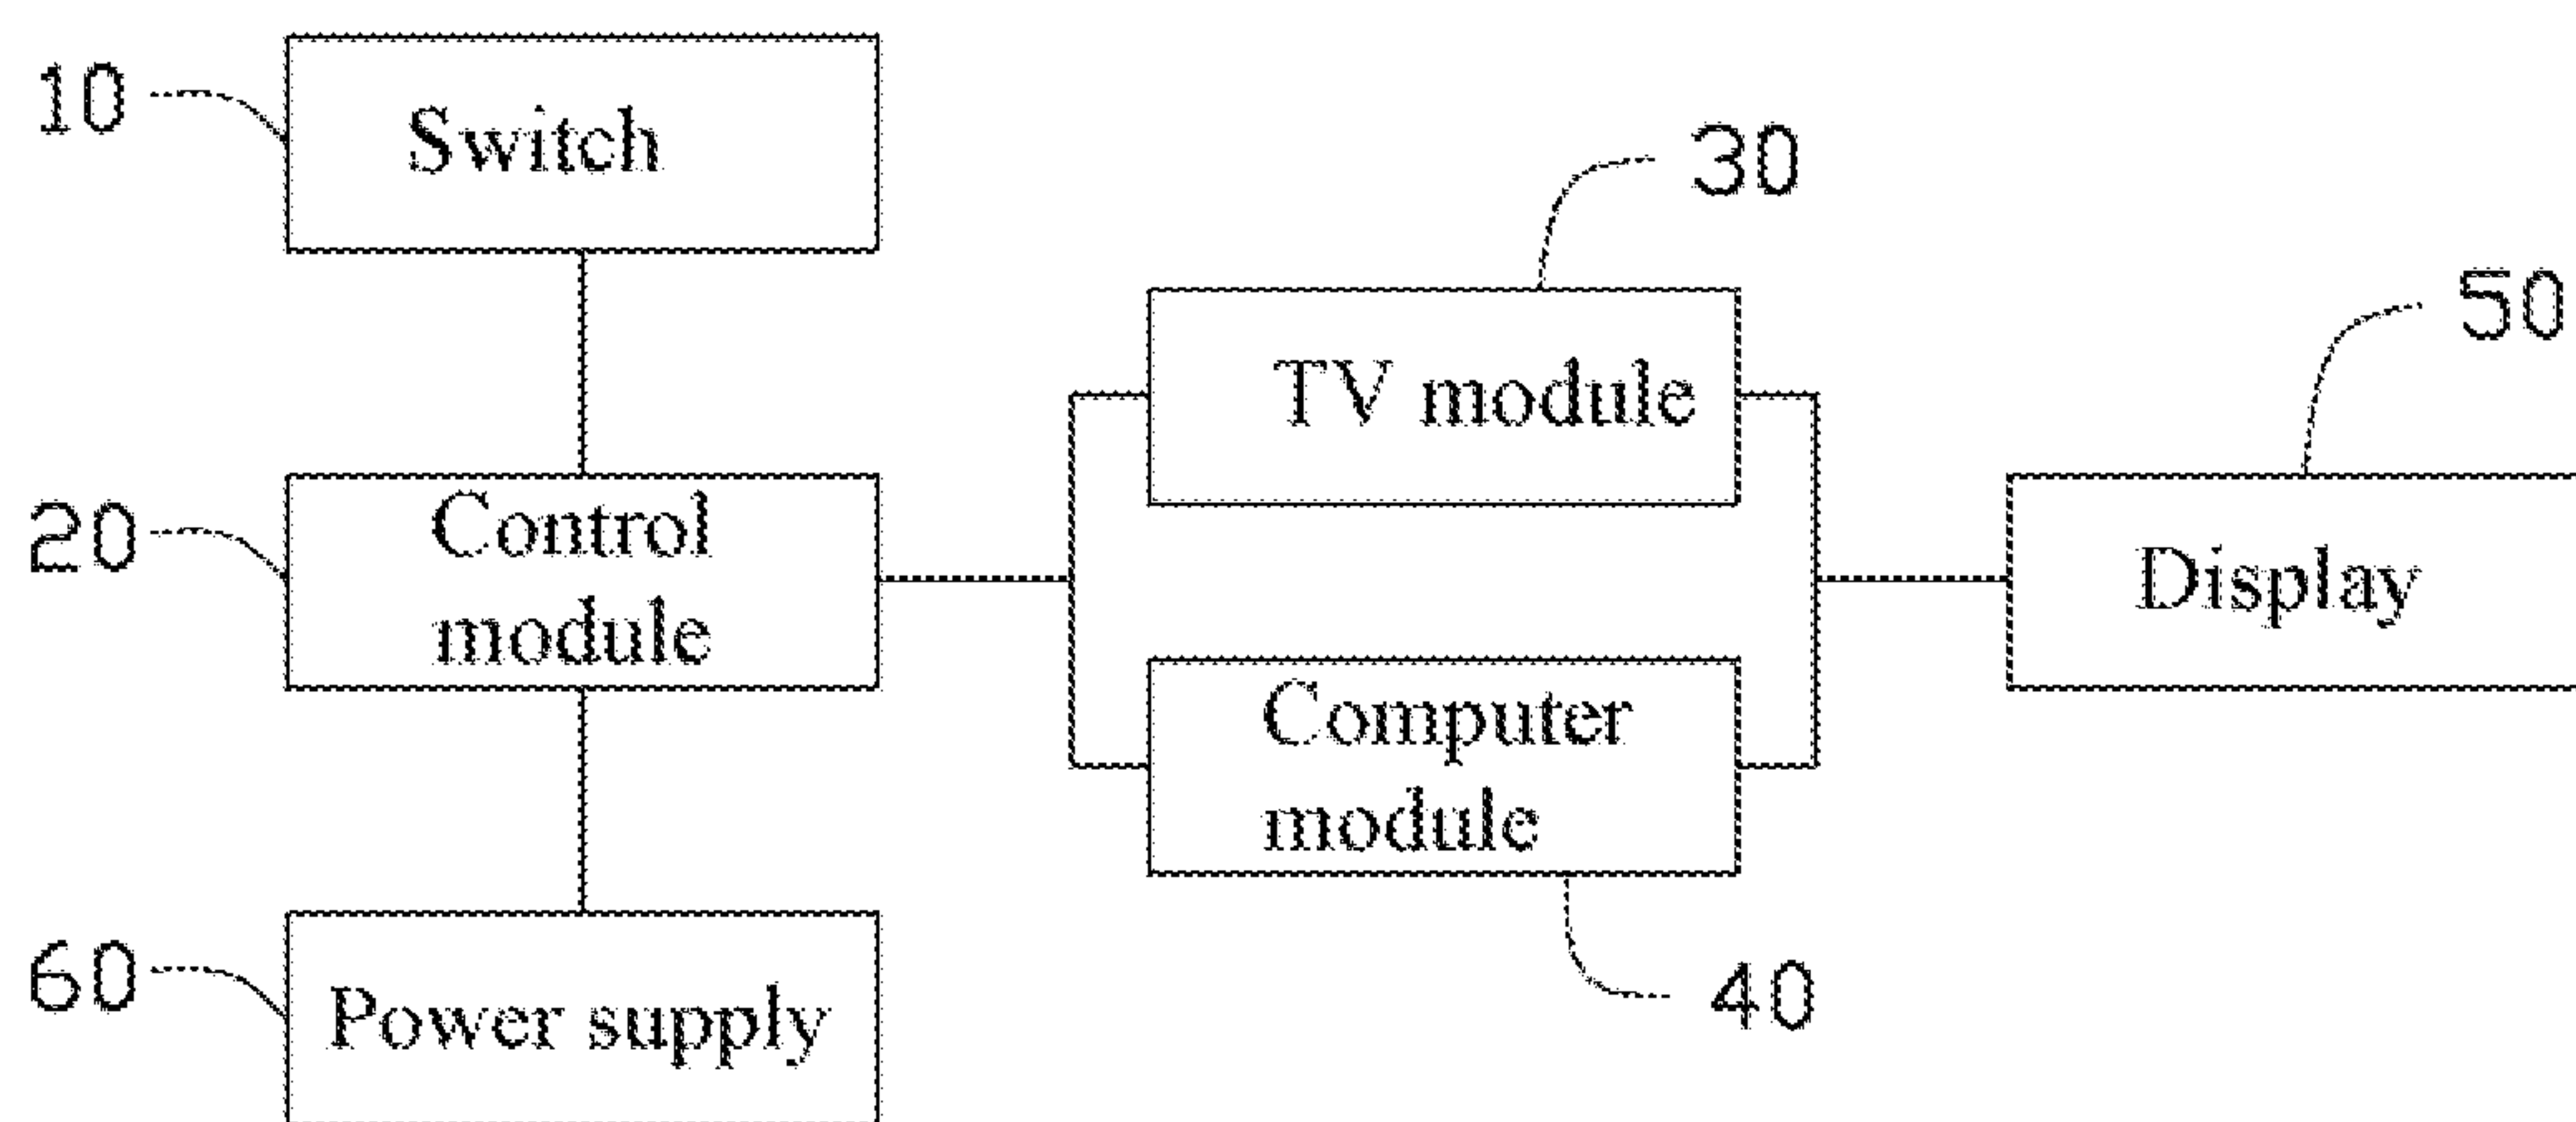 10
Switch
30
TV module
50
20
Control
module
Display
Computer
module
40
60
Power supply